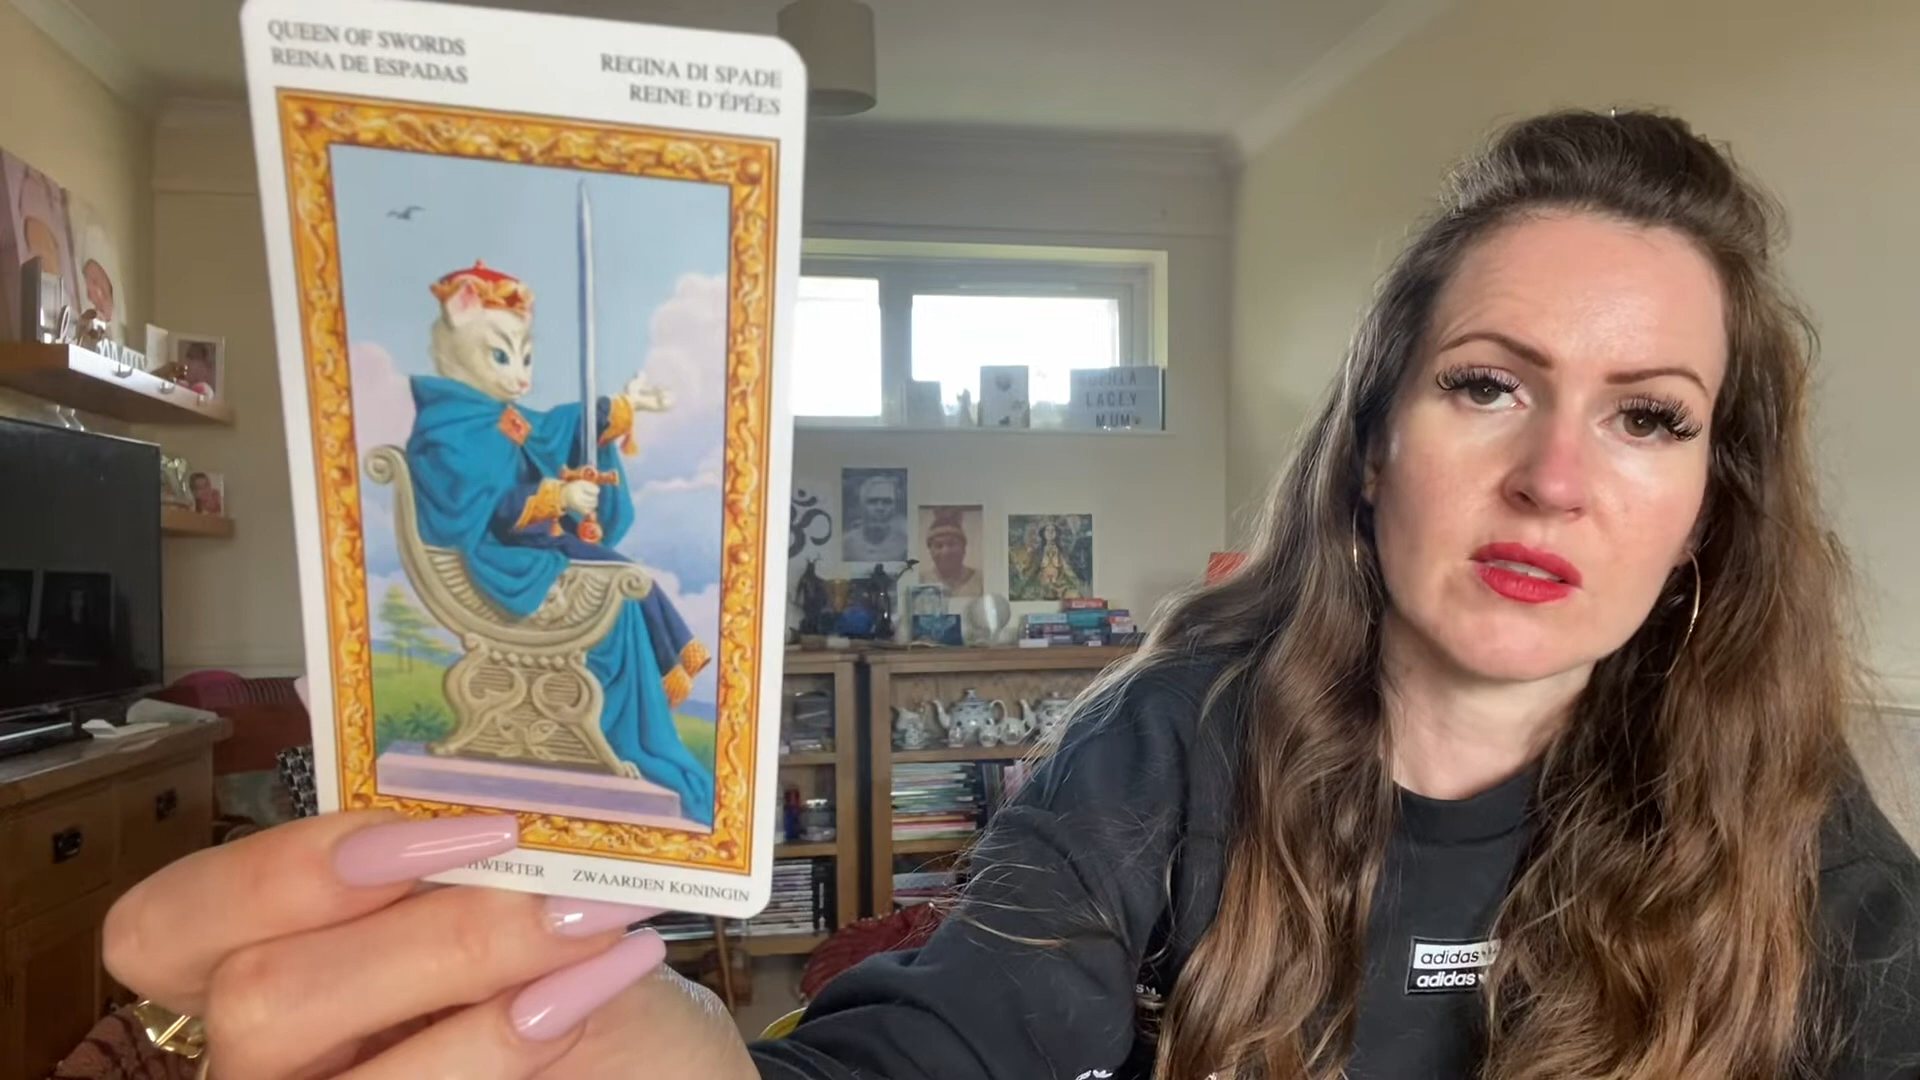 QUEEN OF SWORDS
REINA DE ESPADAS
REGINA DI SPADE
REINE D'ÉPÉES
ZWAARDEN KONINGIN
LACEY
MUM
adidas
adidas